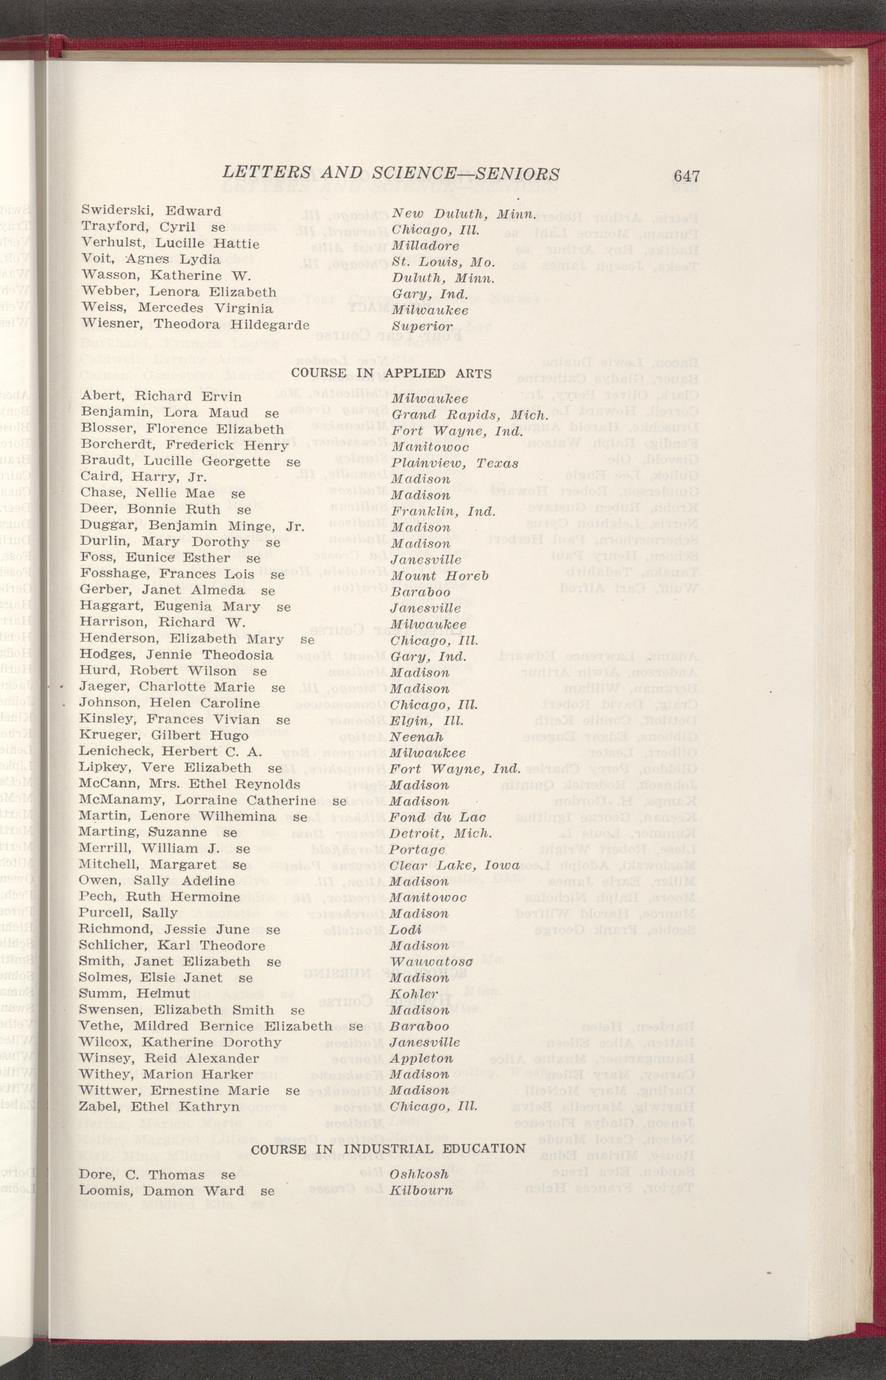 LETTERS AND SCIENCE—SENIORS 647
Swiderski, Edward New Duluth, Minn.
Trayford, Cyril se Chicago, Ill.
Verhulst, Lucille Hattie Milladore
Voit, Agnes Lydia St. Louis, Mo.
Wasson, Katherine W. Duluth, Minn.
Webber, Lenora Elizabeth Gary, Ind.
Weiss, Mercedes Virginia Milwaukee
Wiesner, Theodora Hildegarde Superior
COURSE IN APPLIED ARTS
Abert, Richard Ervin Milwaukee
Benjamin, Lora Maud se Grand Rapids, Mich.
Blosser, Florence Elizabeth Fort Wayne, Ind.
Borcherdt, Frederick Henry Manitowoc
Braudt, Lucille Georgette se Plainview, Texas
Caird, Harry, Jr. Madison
Chase, Nellie Mae se Madison
Deer, Bonnie Ruth se Franklin, Ind.
Duggar, Benjamin Minge, Jr. Madison
Durlin, Mary Dorothy se Madison
Foss, Eunice Esther se Janesville
Fosshage, Frances Lois se Mount Horeb
Gerber, Janet Almeda se Baraboo
Haggart, Eugenia Mary se Janesville
Harrison, Richard W. Milwaukee
Henderson, Elizabeth Mary se Chicago, Ill.
Hodges, Jennie Theodosia Gary, Ind.
Hurd, Robert Wilson se Madison
Jaeger, Charlotte Marie se Madison
Johnson, Helen Caroline Chicago, Ill.
Kinsley, Frances Vivian se Elgin, Ill.
Krueger, Gilbert Hugo Neenah
Lenicheck, Herbert C. A. Milwaukee
Lipkey, Vere Elizabeth se Fort Wayne, Ind.
McCann, Mrs. Ethel Reynolds Madison
McManamy, Lorraine Catherine se Madison
Martin, Lenore Wilhemina se Fond du Lac
Marting, Suzanne se Detroit, Mich.
Merrill, William J. se Portage
Mitchell, Margaret se Clear Lake, Iowa
Owen, Sally Adeline Madison
Pech, Ruth Hermoine Manitowoc
Purcell, Sally Madison
Richmond, Jessie June se Lodi
Schlicher, Karl Theodore Madison
Smith, Janet Elizabeth se Wauwatosa
Solmes, Elsie Janet se Madison
Summ, Helmut Kohler
Swensen, Elizabeth Smith se Madison
Vethe, Mildred Bernice Elizabeth se Baraboo
Wilcox, Katherine Dorothy Janesville
Winsey, Reid Alexander Appleton
Withey, Marion Harker Madison
Wittwer, Ernestine Marie se Madison
Zabel, Ethel Kathryn Chicago, Ill.
COURSE IN INDUSTRIAL EDUCATION
Dore, C. Thomas se Oshkosh
Loomis, Damon Ward se Kilbourn